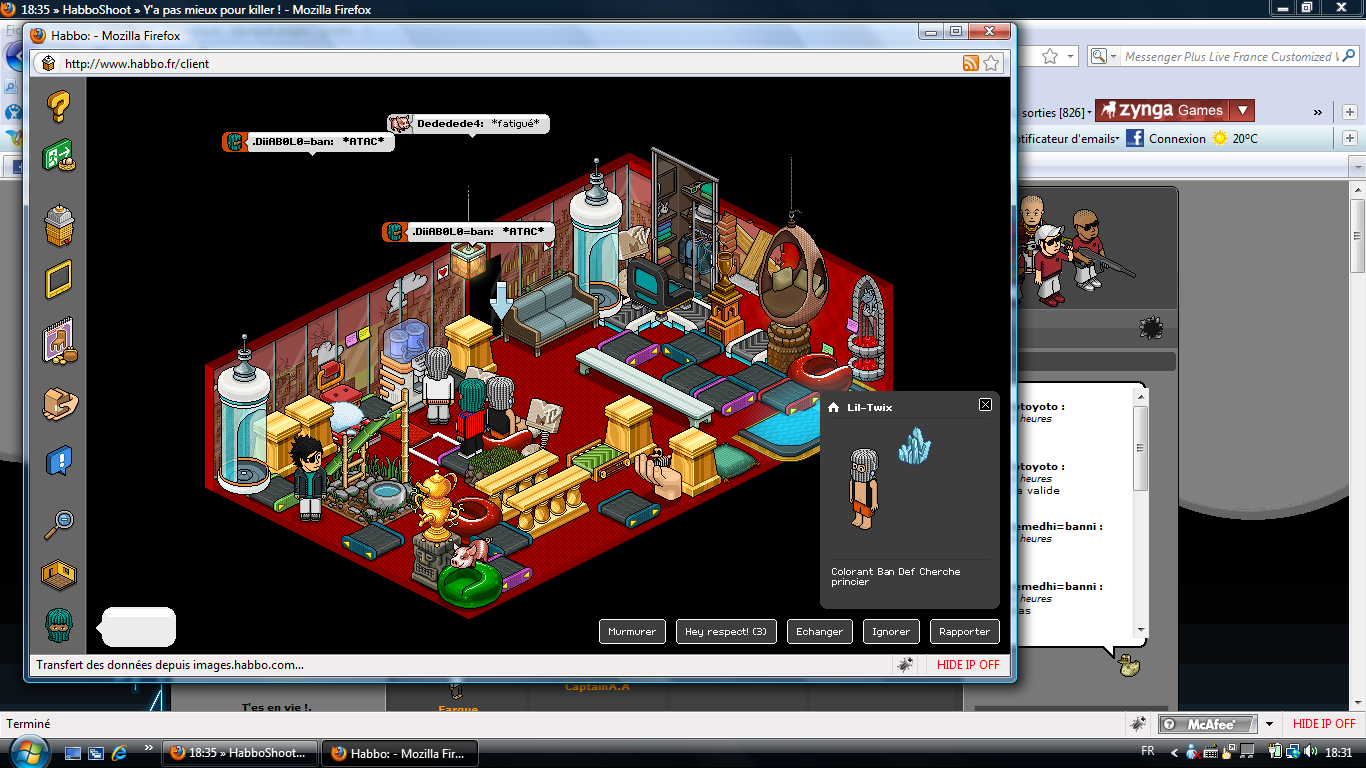 18:35 » HabboShoot » Y'a pas mieux pour killer ! - Mozilla Firefox
Habbo: - Mozilla Firefox
http://www.habbo.fr/client
Messenger Plus Live France Customized
sorties [826]
zynga Games
»
Connexion
20°C
Dededede4: *fatigué*
.DiiAB0L0=ban: *ATAC*
.DiiAB0L0=ban: *ATAC*
Lil-Twix
Colorant Ban Def Cherche
princier
Murmurer
Hey respect! (3)
Echanger
Ignorer
Rapporter
otoyoto :
heures
otoyoto :
heures
a valide
emedhi=banni :
heures
emedhi=banni :
heures
as
Transfert des données depuis images.habbo.com...
HIDE IP OFF
CaptainA.A
T'es en vie !.
Fargue
Terminé
McAfee
HIDE IP OFF
»
18:35 » HabboShoot...
Habbo: - Mozilla Fir...
FR
18:31